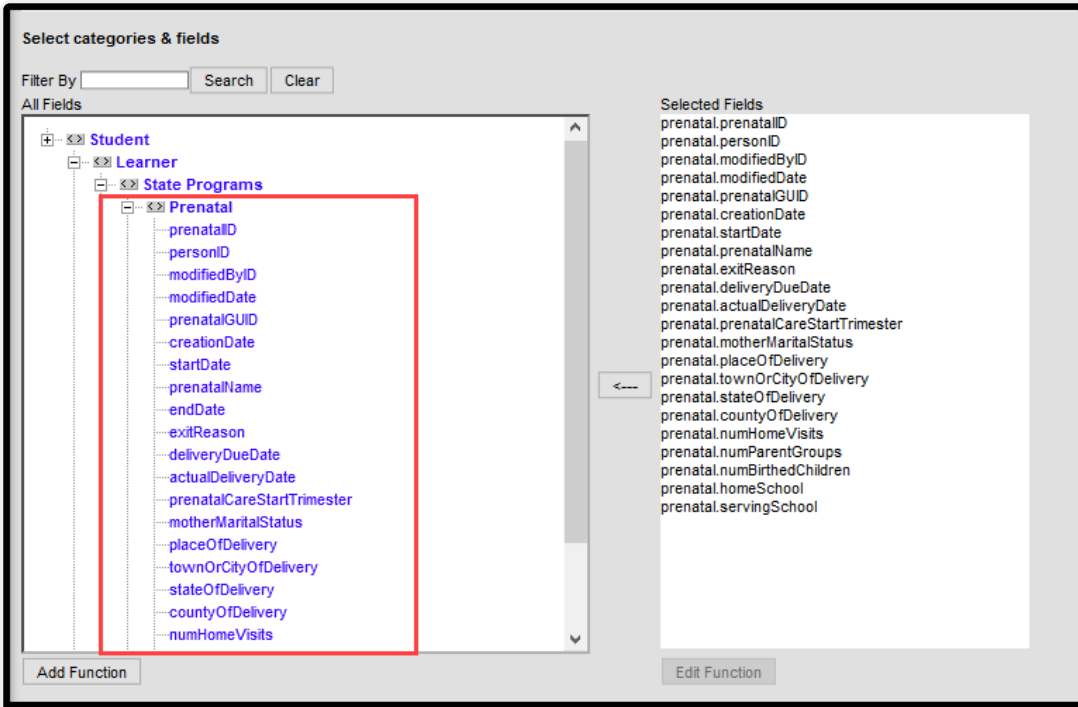 Select categories & fields
Filter By Search Clear
All Fields
Student
Learner
State Programs
Prenatal
prenatalID
personID
modifiedByID
modifiedDate
prenatalGUID
creationDate
startDate
prenatalName
endDate
exitReason
deliveryDueDate
actualDeliveryDate
prenatalCareStartTrimester
motherMaritalStatus
placeOfDelivery
townOrCityOfDelivery
stateOfDelivery
countyOfDelivery
numHomeVisits
Add Function
<---
Selected Fields
prenatal.prenatalID
prenatal.personID
prenatal.modifiedByID
prenatal.modifiedDate
prenatal.prenatalGUID
prenatal.creationDate
prenatal.startDate
prenatal.prenatalName
prenatal.exitReason
prenatal.deliveryDueDate
prenatal.actualDeliveryDate
prenatal.prenatalCareStartTrimester
prenatal.motherMaritalStatus
prenatal.placeOfDelivery
prenatal.townOrCityOfDelivery
prenatal.stateOfDelivery
prenatal.countyOfDelivery
prenatal.numHomeVisits
prenatal.numParentGroups
prenatal.numBirthedChildren
prenatal.homeSchool
prenatal.servingSchool
Edit Function